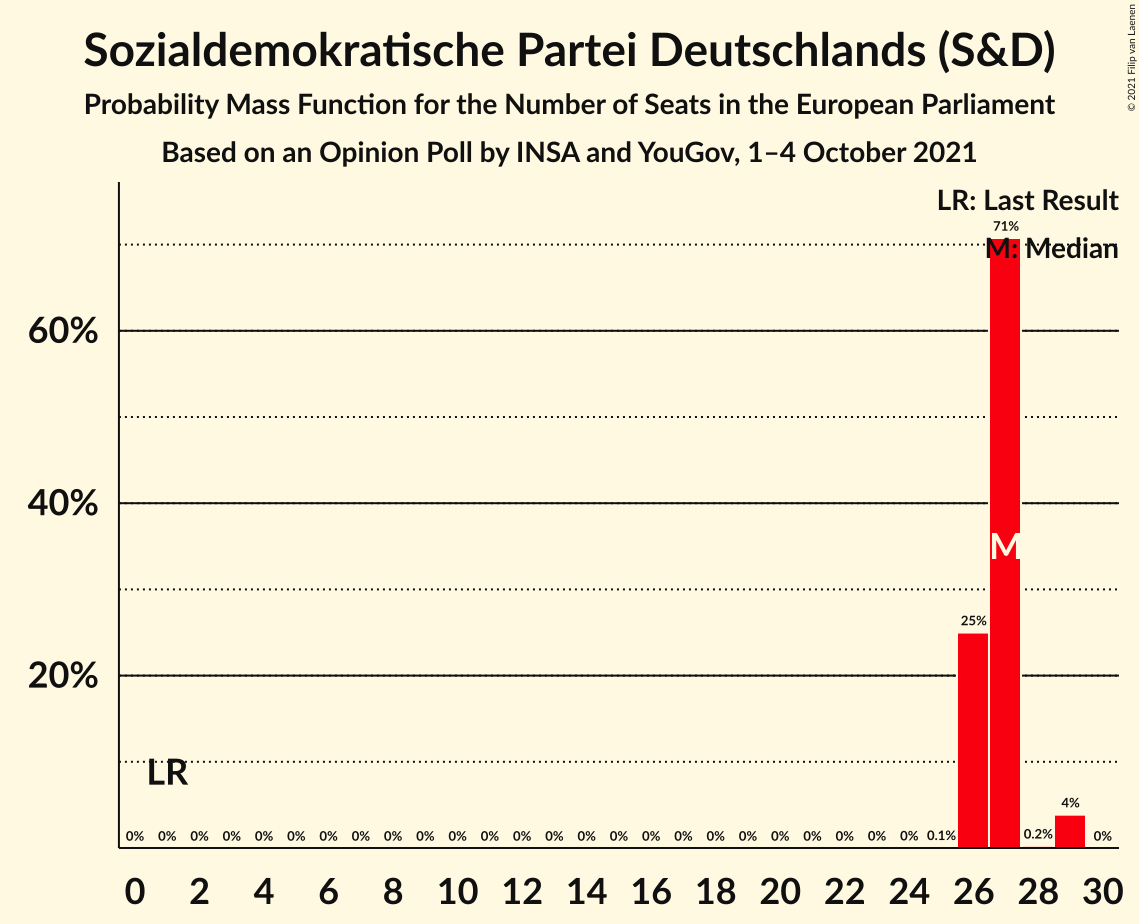 Sozialdemokratische Partei Deutschlands (S&D)
Probability Mass Function for the Number of Seats in the European Parliament
Based on an Opinion Poll by INSA and YouGov, 1–4 October 2021
© 2021 Filip van Laenen
LR: Last Result
71%
M: Median
60%
40%
M
25%
20%
LR
4%
0% 0% 0% 0% 0% 0% 0% 0% 0% 0% 0% 0% 0% 0% 0% 0% 0% 0% 0% 0% 0% 0% 0% 0% 0% 0.1% 0.2% 0%
0 2 4 6 8 10 12 14 16 18 20 22 24 26 28 30